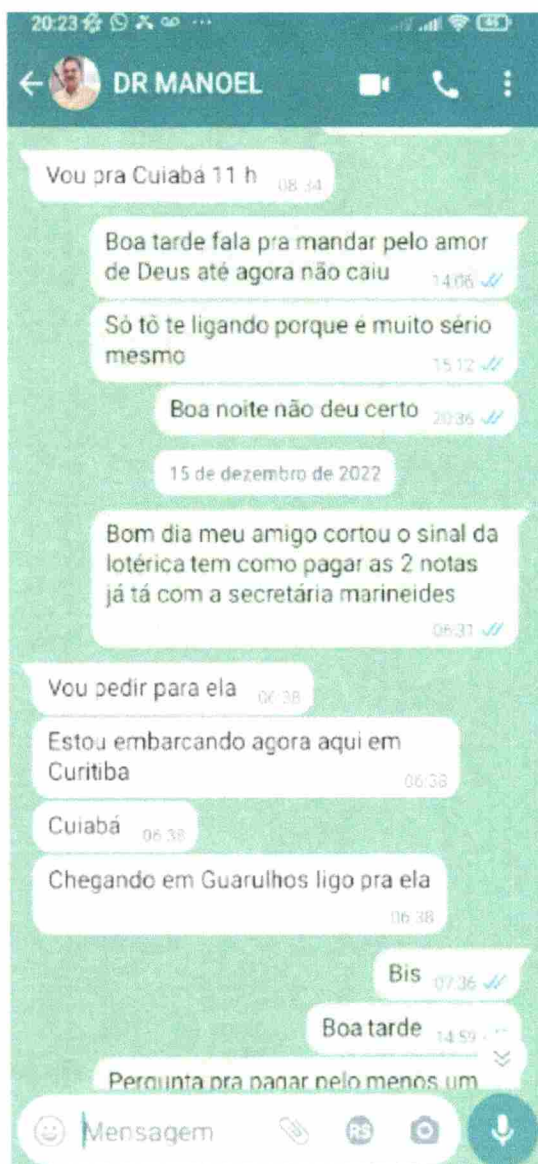 20:23 ... 45
DR MANOEL
Vou pra Cuiabá 11 h 08:34
Boa tarde fala pra mandar pelo amor
de Deus até agora não caiu 14:06
Só tô te ligando porque é muito sério
mesmo 15:12
Boa noite não deu certo 20:36
15 de dezembro de 2022
Bom dia meu amigo cortou o sinal da
lotérica tem como pagar as 2 notas
já tá com a secretária marineides
06:31
Vou pedir para ela 06:38
Estou embarcando agora aqui em
Curitiba 06:38
Cuiabá 06:38
Chegando em Guarulhos ligo pra ela
06:38
Bis 07:36
Boa tarde 14:59
Pergunta pra pagar pelo menos um
Mensagem RS